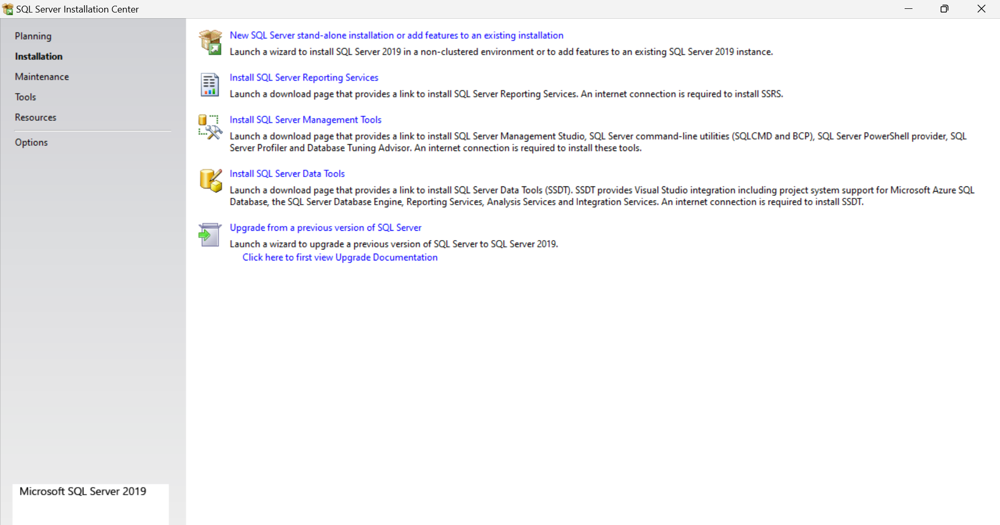 SQL Server Installation Center
Planning
Installation
Maintenance
Tools
Resources
Options
New SQL Server stand-alone installation or add features to an existing installation
Launch a wizard to install SQL Server 2019 in a non-clustered environment or to add features to an existing SQL Server 2019 instance.
Install SQL Server Reporting Services
Launch a download page that provides a link to install SQL Server Reporting Services. An internet connection is required to install SSRS.
Install SQL Server Management Tools
Launch a download page that provides a link to install SQL Server Management Studio, SQL Server command-line utilities (SQLCMD and BCP), SQL Server PowerShell provider, SQL
Server Profiler and Database Tuning Advisor. An internet connection is required to install these tools.
Install SQL Server Data Tools
Launch a download page that provides a link to install SQL Server Data Tools (SSDT). SSDT provides Visual Studio integration including project system support for Microsoft Azure SQL
Database, the SQL Server Database Engine, Reporting Services, Analysis Services and Integration Services. An internet connection is required to install SSDT.
Upgrade from a previous version of SQL Server
Launch a wizard to upgrade a previous version of SQL Server to SQL Server 2019.
Click here to first view Upgrade Documentation
Microsoft SQL Server 2019